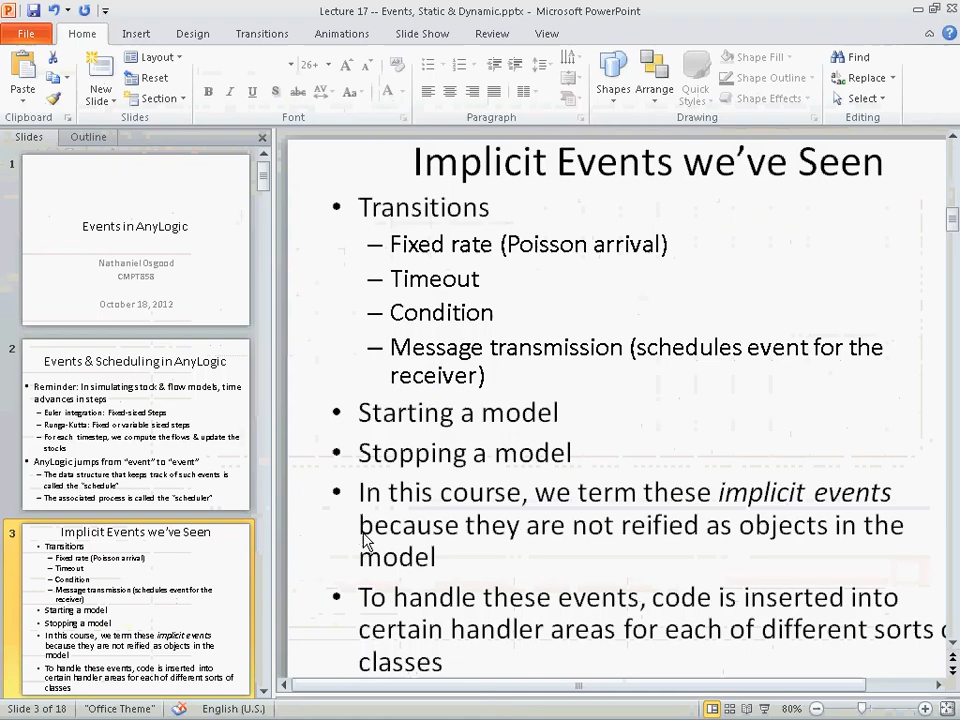 Lecture 17 -- Events, Static & Dynamic.pptx - Microsoft PowerPoint
File Home Insert Design Transitions Animations Slide Show Review View
Paste
Clipboard
New Slide
Layout
Reset
Section
Slides
26+
B I U S abc AV Aa A
Font
Paragraph
Shapes
Arrange
Quick Styles
Shape Fill
Shape Outline
Shape Effects
Drawing
Find
Replace
Select
Editing
Slides Outline
1
Events in AnyLogic
Nathaniel Osgood
CMPT858
October 18, 2012
2
Events & Scheduling in AnyLogic
• Reminder: In simulating stock & flow models, time
advances in steps
– Euler integration: Fixed-sized Steps
– Runga-Kutta: Fixed or variable sized steps
– For each timestep, we compute the flows & update the
stocks
• AnyLogic jumps from "event" to "event"
– The data structure that keeps track of such events is
called the "schedule"
– The associated process is called the "scheduler"
3
Implicit Events we've Seen
• Transitions
– Fixed rate (Poisson arrival)
– Timeout
– Condition
– Message transmission (schedules event for the
receiver)
• Starting a model
• Stopping a model
• In this course, we term these implicit events
because they are not reified as objects in the
model
• To handle these events, code is inserted into
certain handler areas for each of different sorts of
classes
Implicit Events we've Seen
• Transitions
– Fixed rate (Poisson arrival)
– Timeout
– Condition
– Message transmission (schedules event for the
receiver)
• Starting a model
• Stopping a model
• In this course, we term these implicit events
because they are not reified as objects in the
model
• To handle these events, code is inserted into
certain handler areas for each of different sorts o
classes
Slide 3 of 18 "Office Theme" English (U.S.) 80%